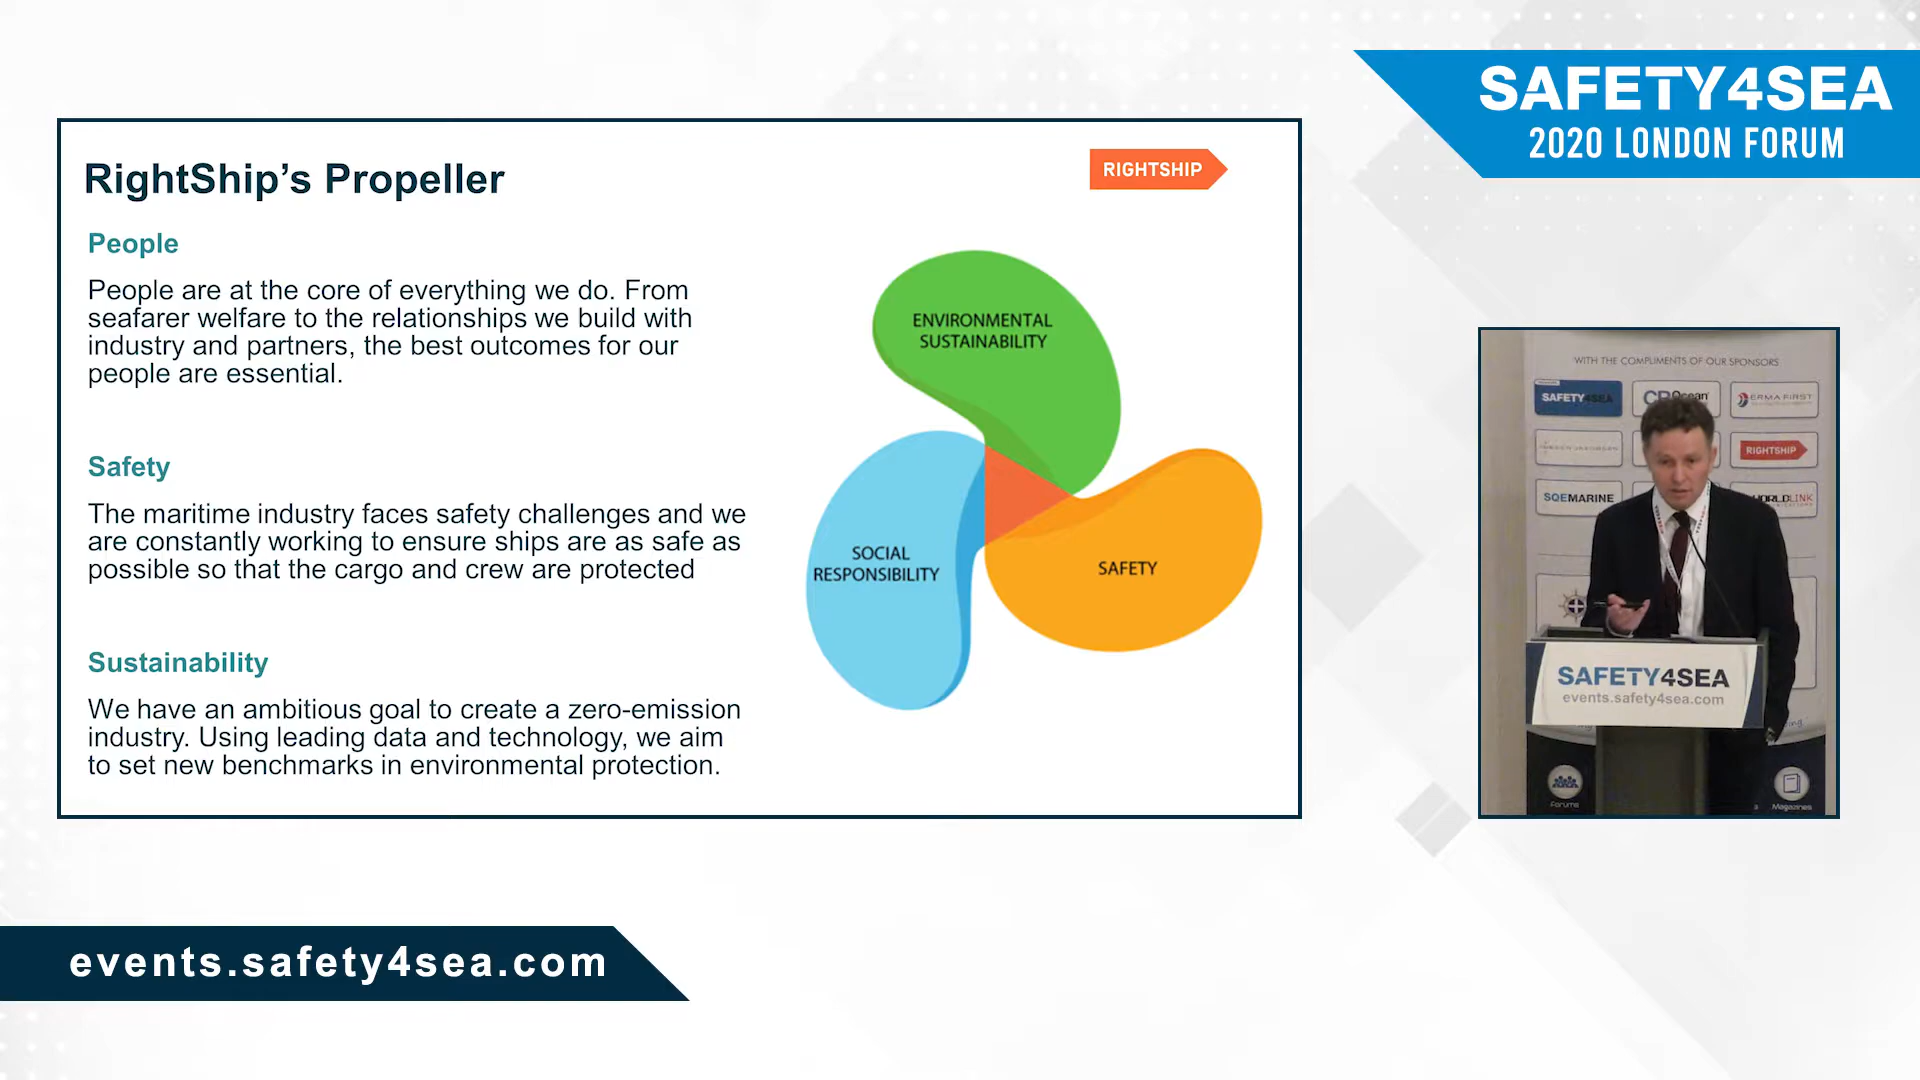 SAFETY4SEA
2020 LONDON FORUM
RightShip's Propeller
RIGHTSHIP
People
People are at the core of everything we do. From
seafarer welfare to the relationships we build with
industry and partners, the best outcomes for our
people are essential.
Safety
The maritime industry faces safety challenges and we
are constantly working to ensure ships are as safe as
possible so that the cargo and crew are protected
Sustainability
We have an ambitious goal to create a zero-emission
industry. Using leading data and technology, we aim
to set new benchmarks in environmental protection.
ENVIRONMENTAL
SUSTAINABILITY
SOCIAL
RESPONSIBILITY
SAFETY
WITH THE COMPLIMENTS OF OUR SPONSORS
SAFETY4SEA
Ocean
ERMA FIRST
RIGHTSHIP
SQEMARINE
SAFETY4SEA
events.safety4sea.com
Forums
Magazines
events.safety4sea.com